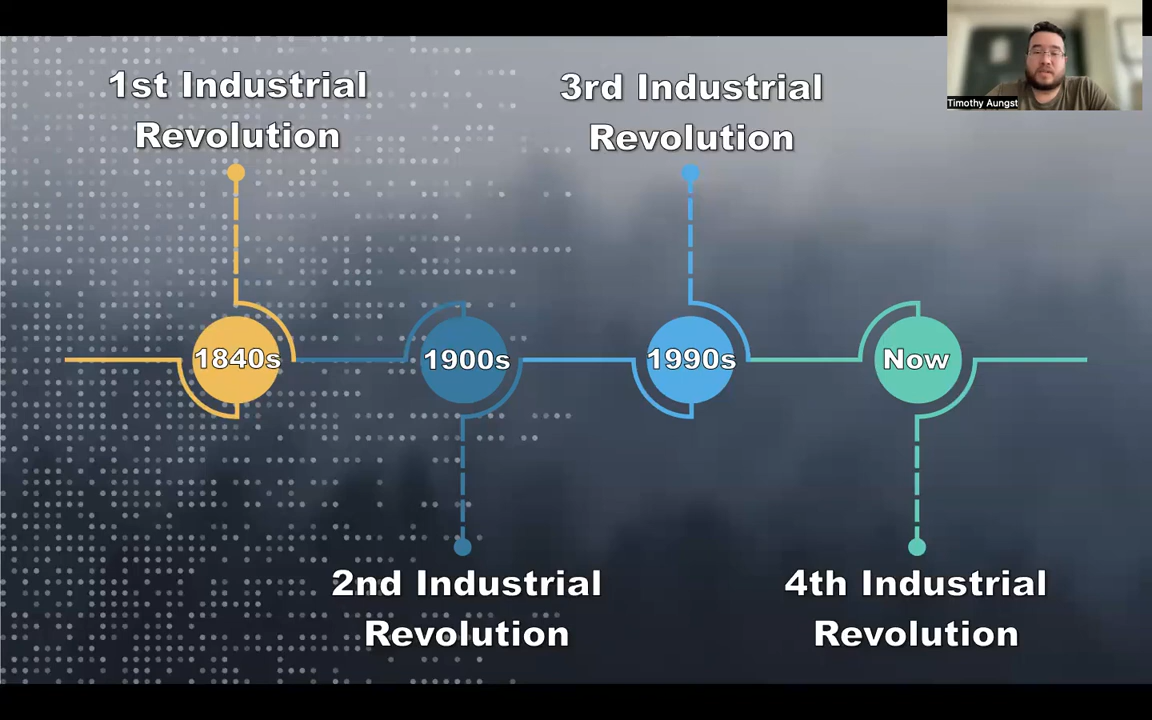 1st Industrial
Revolution
3rd Industrial
Revolution
Timothy Aungst
1840s
1900s
1990s
Now
2nd Industrial
Revolution
4th Industrial
Revolution